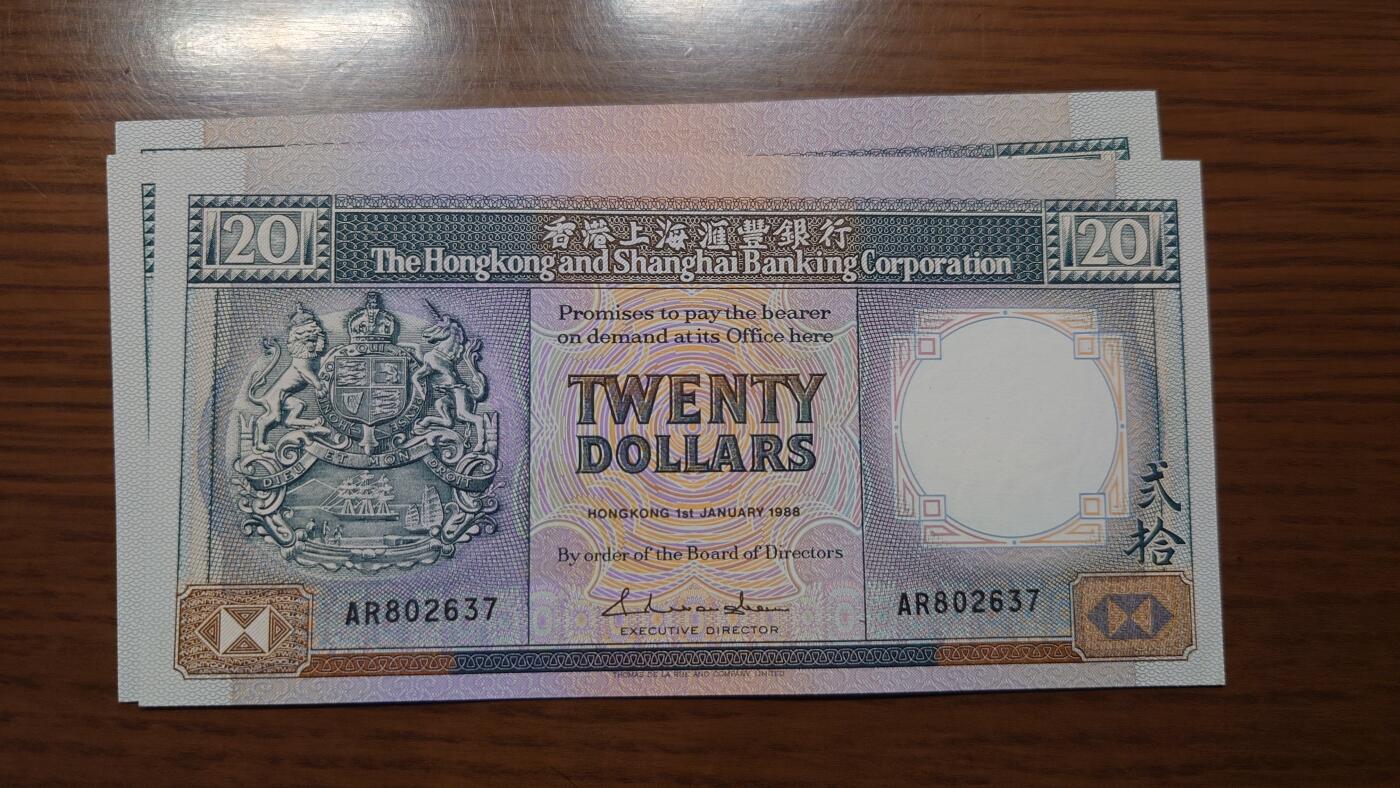 20
香港上海滙豐銀行
20
The Hongkong and Shanghai Banking Corporation
Promises to pay the bearer
on demand at its Office here
TWENTY
DOLLARS
DIEU ET MON DROIT
HONGKONG 1st JANUARY 1988
By order of the Board of Directors
貳拾
AR802637
AR802637
EXECUTIVE DIRECTOR
THOMAS DE LA RUE AND COMPANY, LIMITED